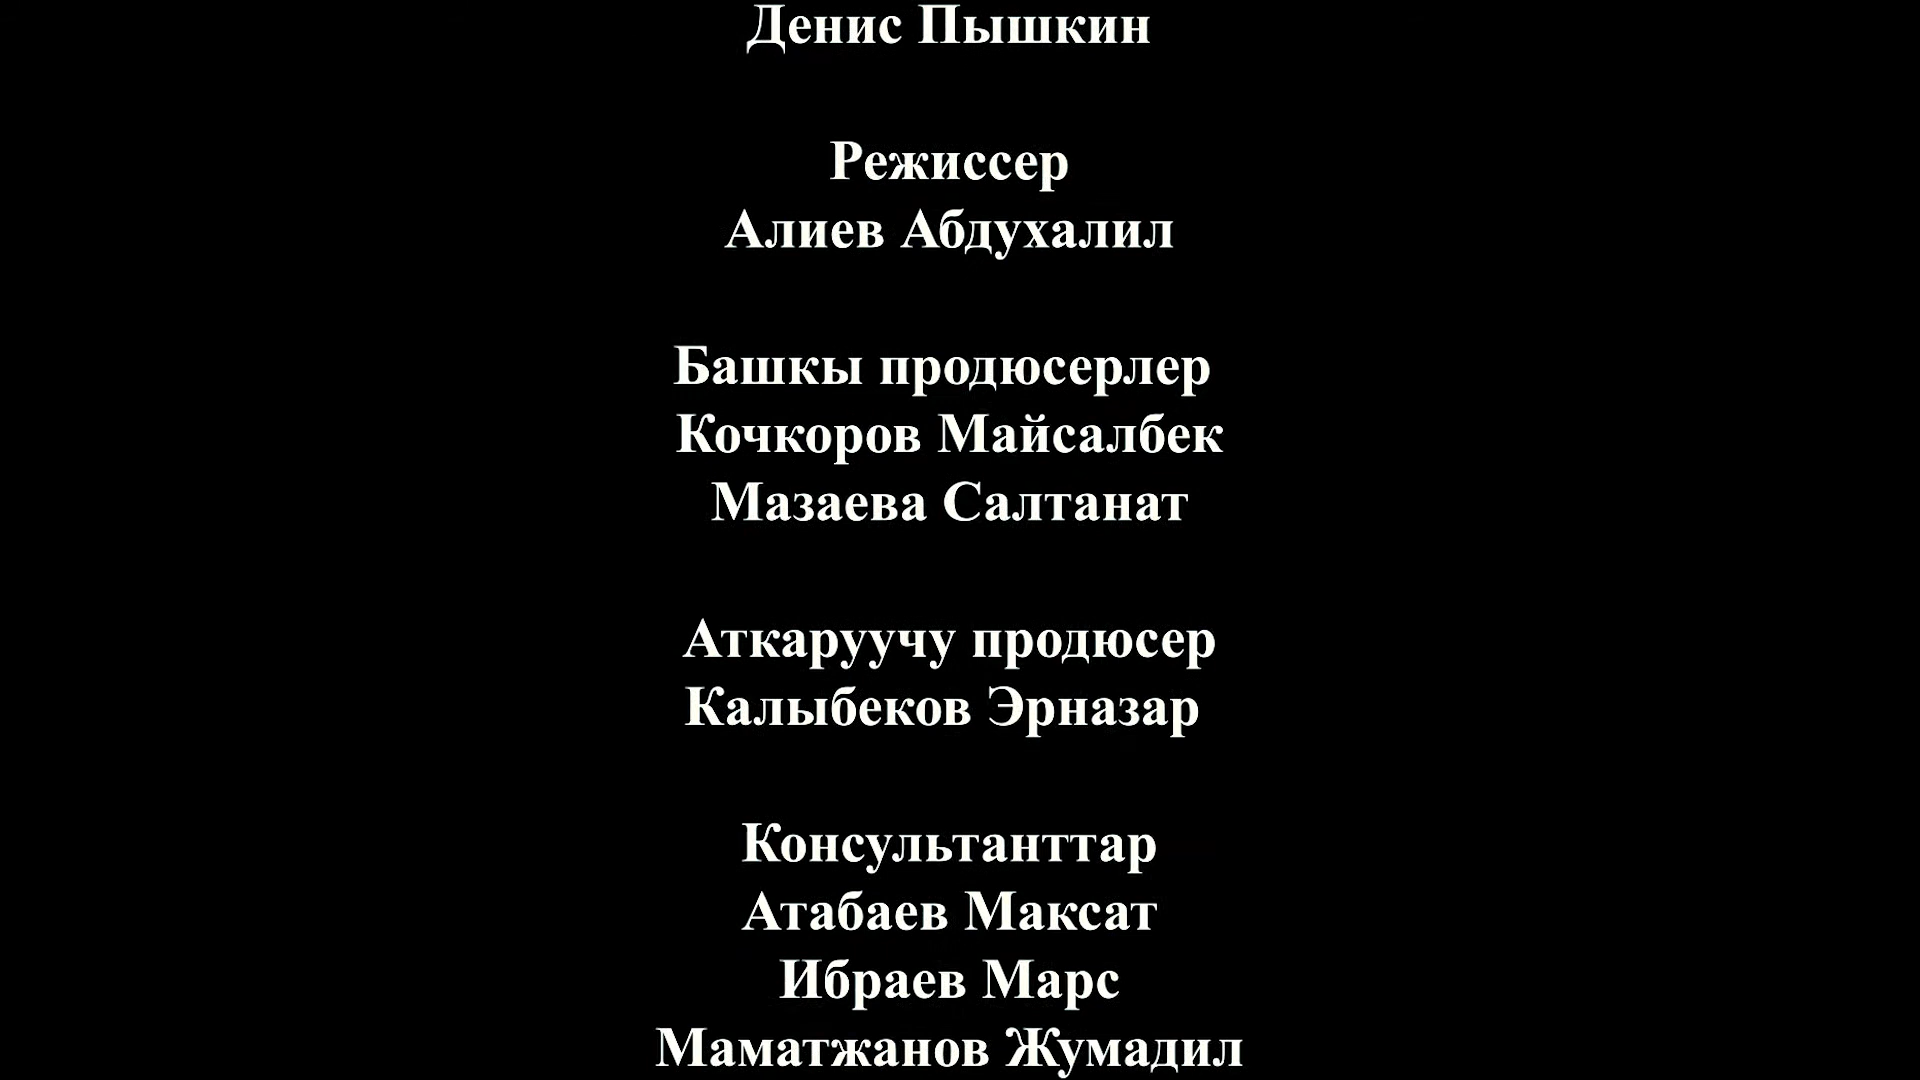 Денис Пышкин
Режиссер
Алиев Абдухалил
Башкы продюсерлер
Кочкоров Майсалбек
Мазаева Салтанат
Аткаруучу продюсер
Калыбеков Эрназар
Консультанттар
Атабаев Максат
Ибраев Марс
Маматжанов Жумадил